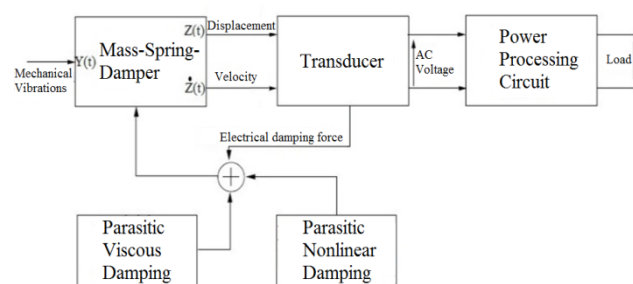 Z(t)
Displacement
Mass-Spring-
Damper
Y(t)
Mechanical
Vibrations
Ż(t)
Velocity
Transducer
AC
Voltage
Power
Processing
Circuit
Load
Electrical damping force
+
Parasitic
Viscous
Damping
Parasitic
Nonlinear
Damping